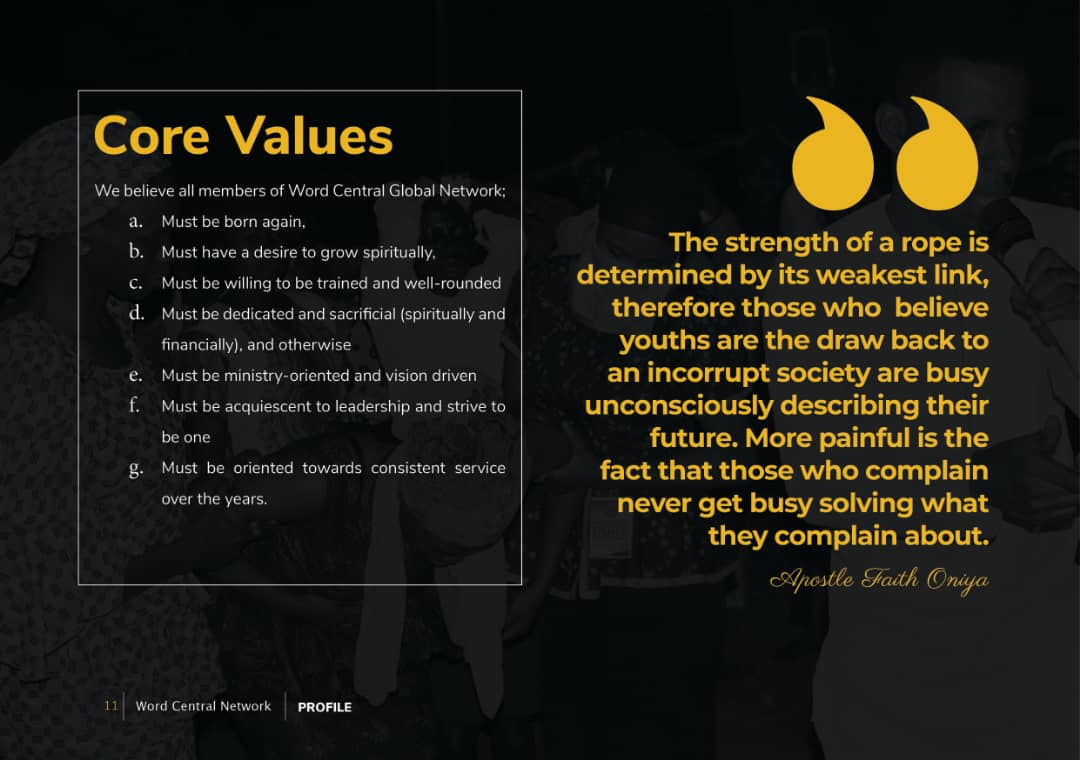 Core Values
We believe all members of Word Central Global Network;
a. Must be born again,
b. Must have a desire to grow spiritually,
c. Must be willing to be trained and well-rounded
d. Must be dedicated and sacrificial (spiritually and
financially), and otherwise
e. Must be ministry-oriented and vision driven
f. Must be acquiescent to leadership and strive to
be one
g. Must be oriented towards consistent service
over the years.
The strength of a rope is
determined by its weakest link,
therefore those who believe
youths are the draw back to
an incorrupt society are busy
unconsciously describing their
future. More painful is the
fact that those who complain
never get busy solving what
they complain about.
Apostle Faith Oniya
11 Word Central Network PROFILE